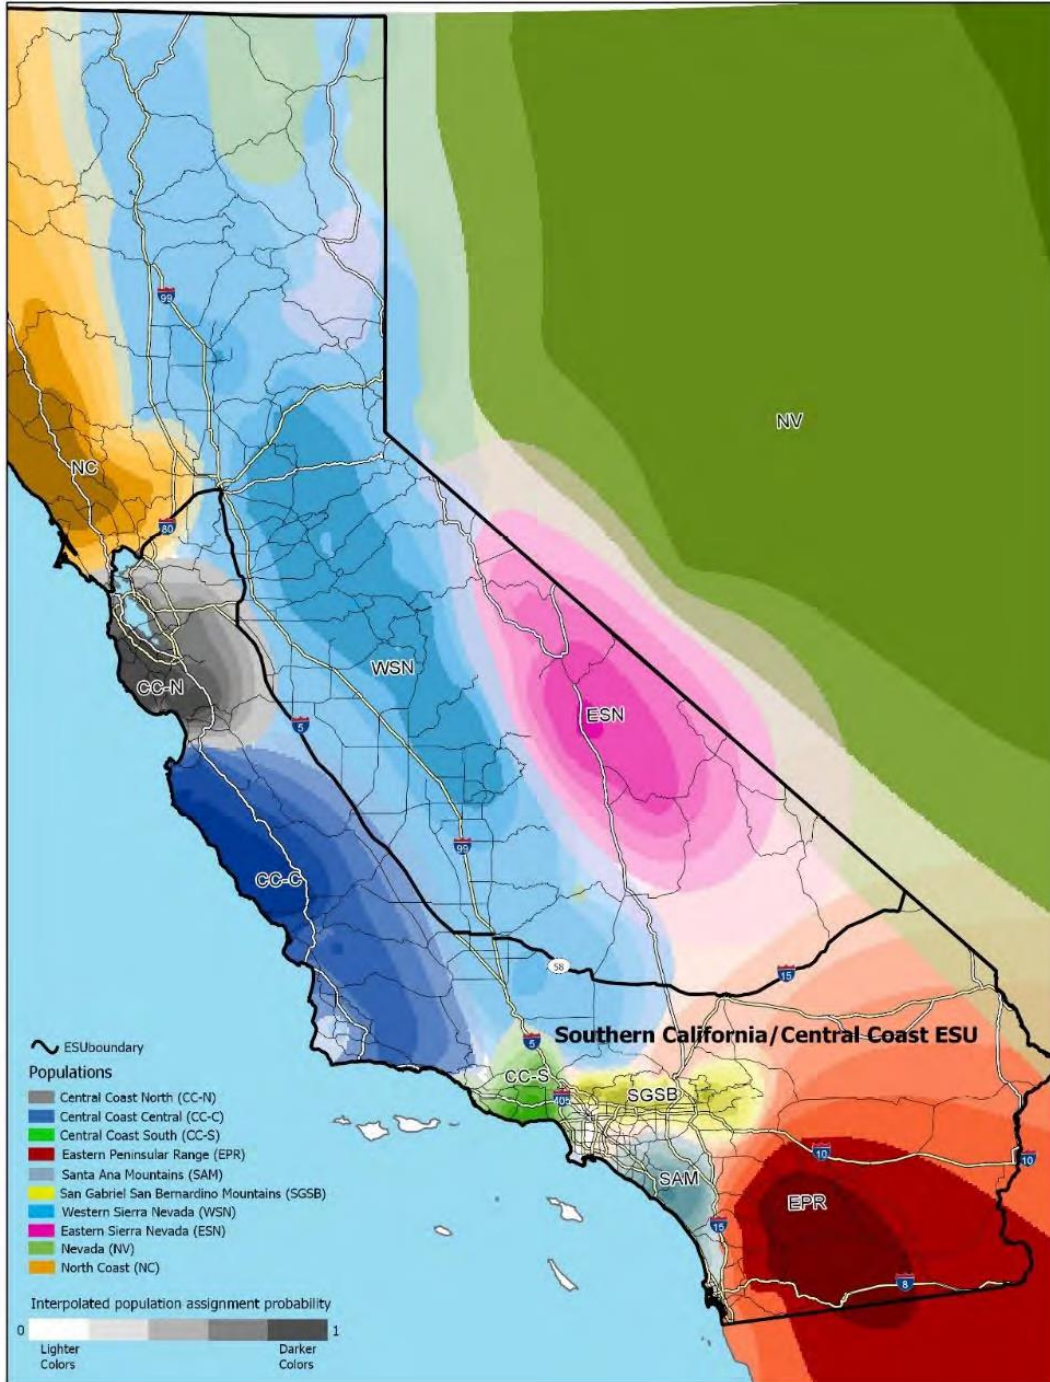 99
NV
NC
80
WSN
CC-N
ESN
5
99
CC-C
58
15
Southern California/Central Coast ESU
5
CC-S
405
SGSB
10
10
SAM
EPR
15
8
ESUboundary
Populations
Central Coast North (CC-N)
Central Coast Central (CC-C)
Central Coast South (CC-S)
Eastern Peninsular Range (EPR)
Santa Ana Mountains (SAM)
San Gabriel San Bernardino Mountains (SGSB)
Western Sierra Nevada (WSN)
Eastern Sierra Nevada (ESN)
Nevada (NV)
North Coast (NC)
Interpolated population assignment probability
0 1
Lighter Colors
Darker Colors